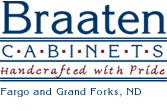 Braaten
CABINETS
Handcrafted with Pride
Fargo and Grand Forks, ND